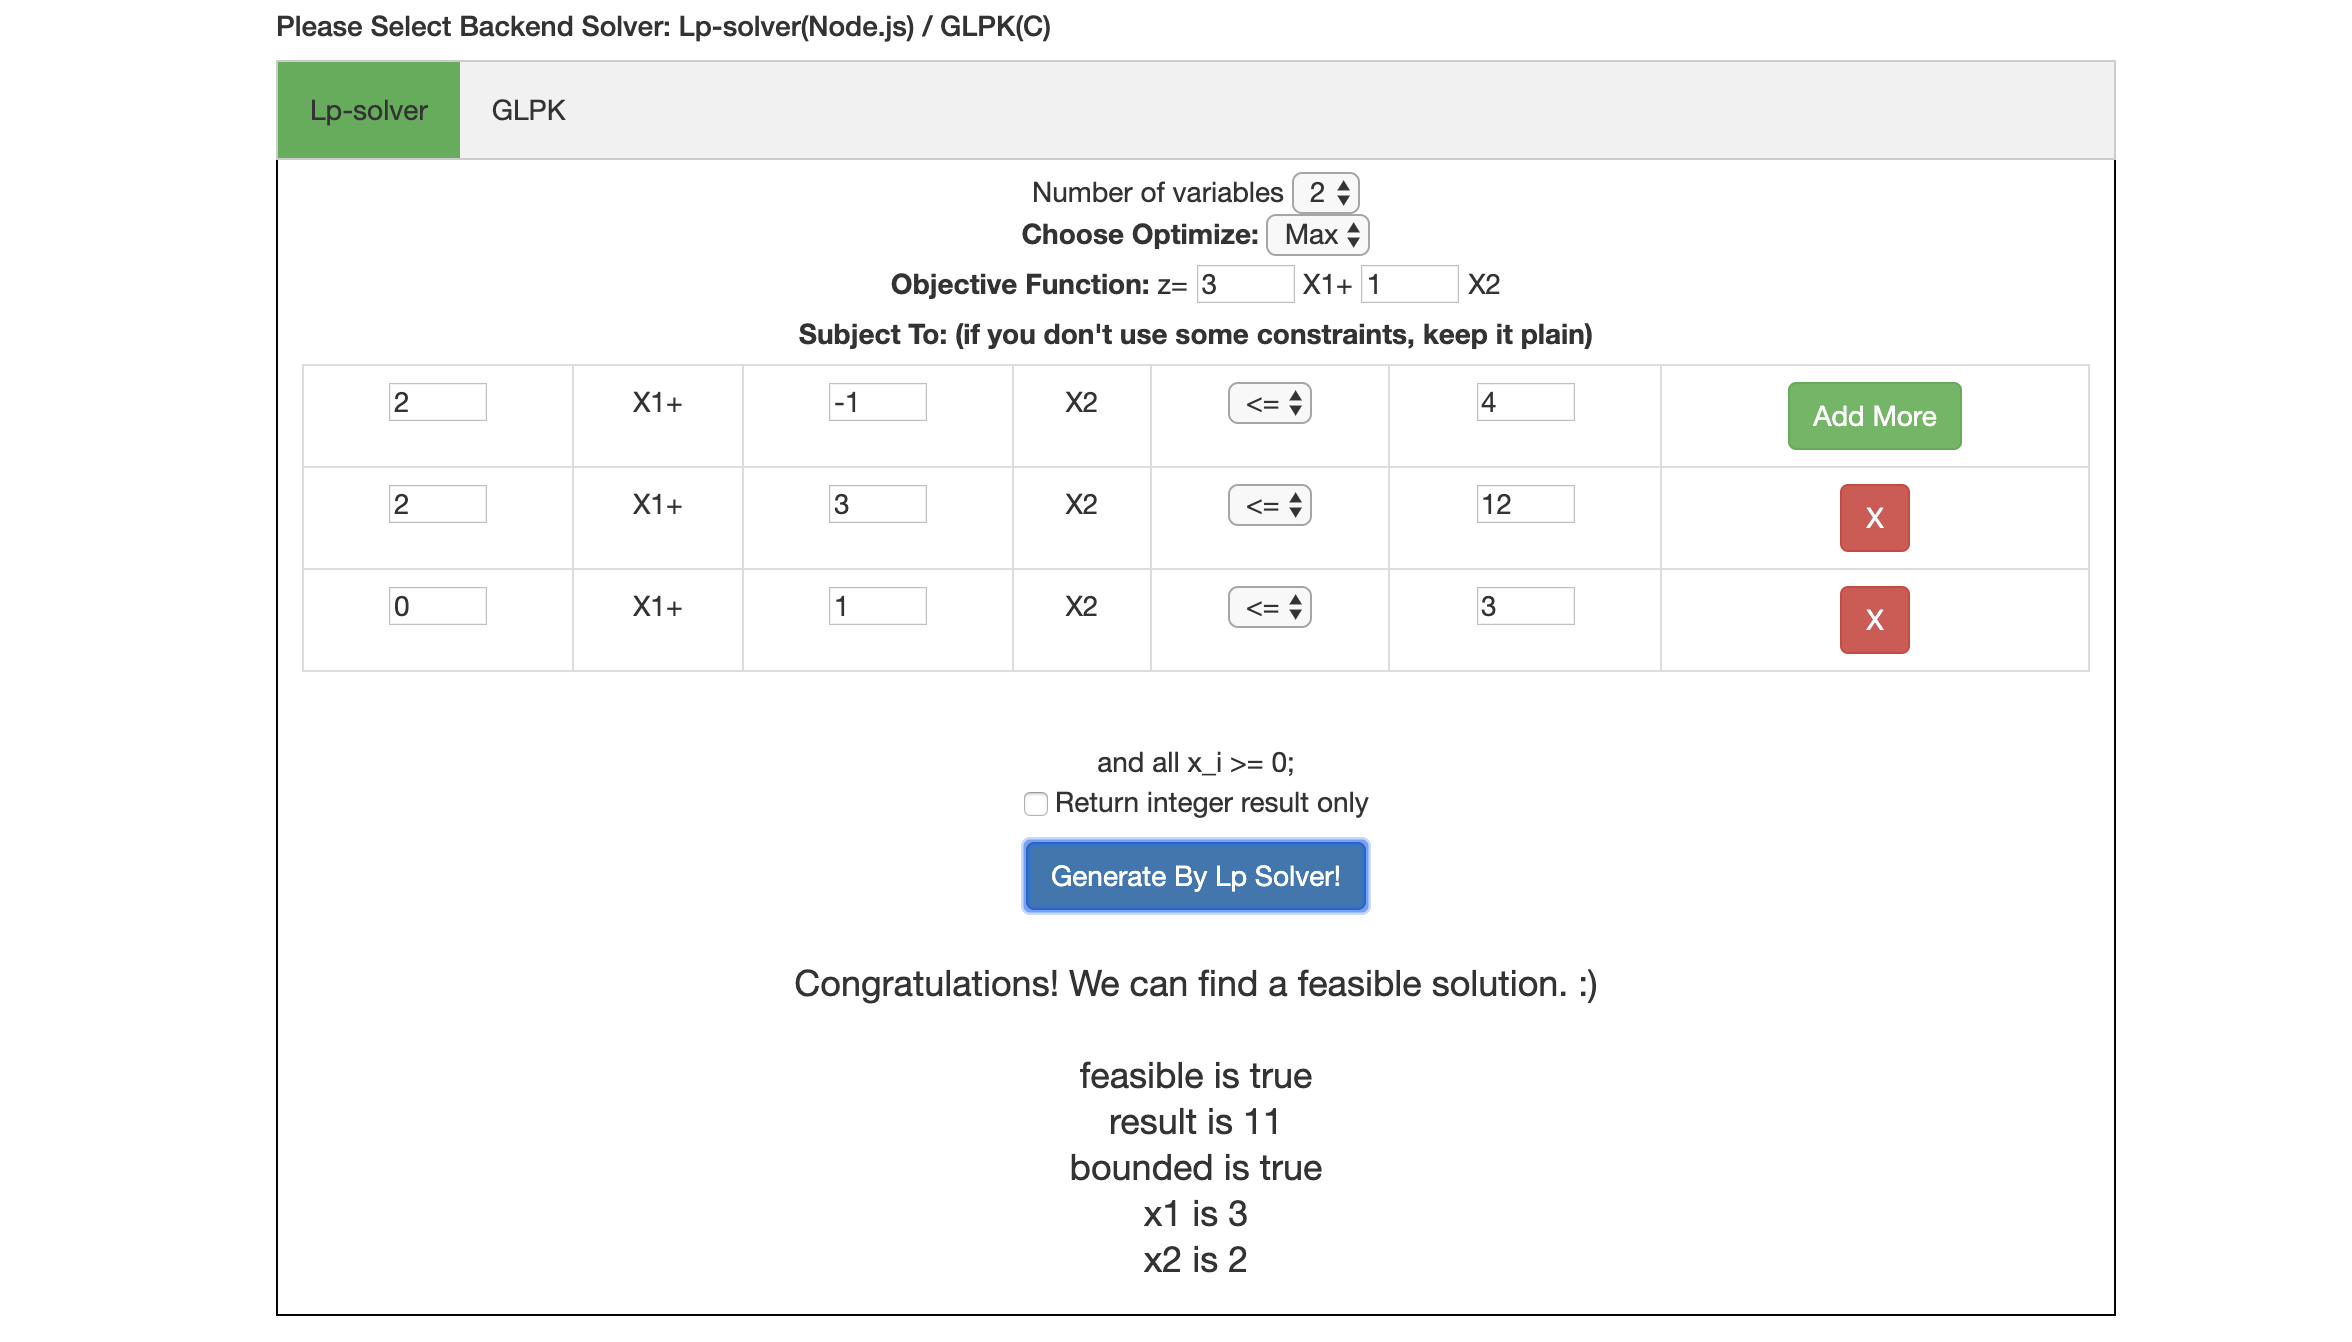 Please Select Backend Solver: Lp-solver(Node.js) / GLPK(C)
Lp-solver GLPK
Number of variables 2
Choose Optimize: Max
Objective Function: z= 3 X1+ 1 X2
Subject To: (if you don't use some constraints, keep it plain)
2 X1+ -1 X2 <= 4 Add More
2 X1+ 3 X2 <= 12 X
0 X1+ 1 X2 <= 3 X
and all x_i >= 0;
Return integer result only
Generate By Lp Solver!
Congratulations! We can find a feasible solution. :)
feasible is true
result is 11
bounded is true
x1 is 3
x2 is 2